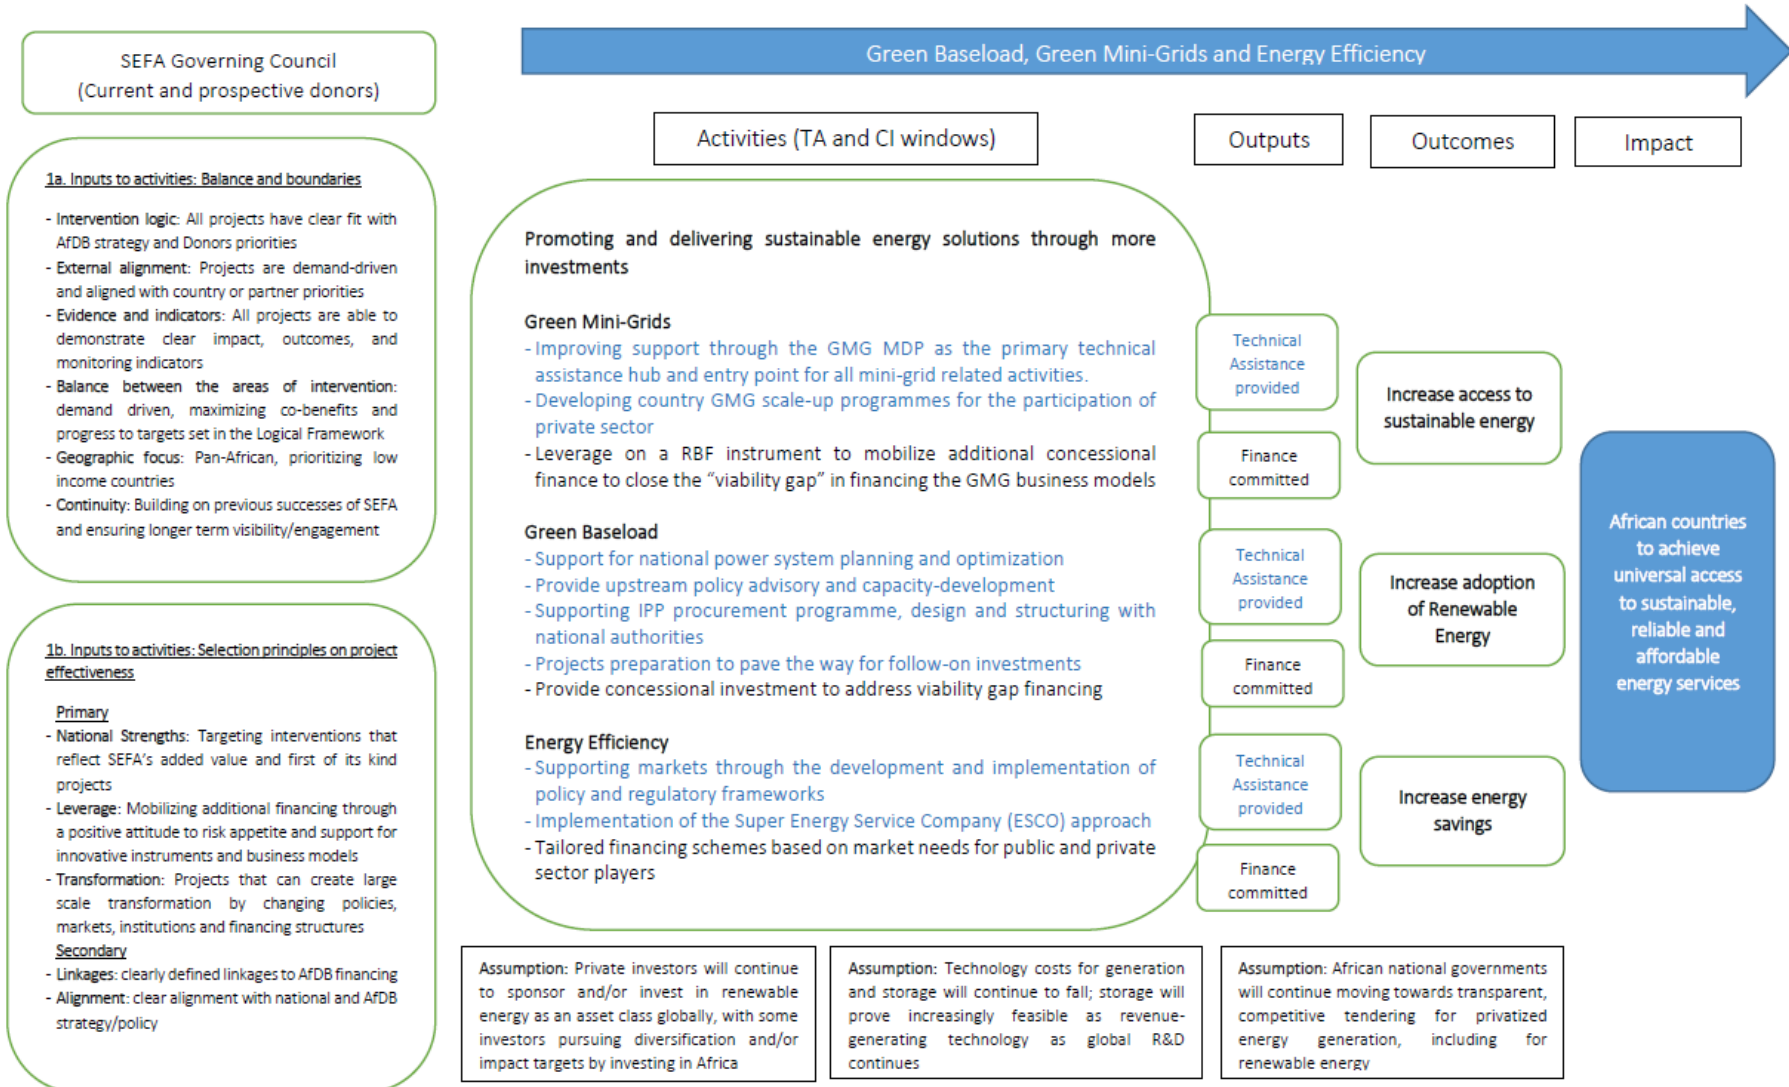 SEFA Governing Council
(Current and prospective donors)
Green Baseload, Green Mini-Grids and Energy Efficiency
Activities (TA and CI windows)
Outputs
Outcomes
Impact
1a. Inputs to activities: Balance and boundaries
- Intervention logic: All projects have clear fit with
AfDB strategy and Donors priorities
- External alignment: Projects are demand-driven
and aligned with country or partner priorities
- Evidence and indicators: All projects are able to
demonstrate clear impact, outcomes, and
monitoring indicators
- Balance between the areas of intervention:
demand driven, maximizing co-benefits and
progress to targets set in the Logical Framework
- Geographic focus: Pan-African, prioritizing low
income countries
- Continuity: Building on previous successes of SEFA
and ensuring longer term visibility/engagement
1b. Inputs to activities: Selection principles on project
effectiveness
Primary
- National Strengths: Targeting interventions that
reflect SEFA's added value and first of its kind
projects
- Leverage: Mobilizing additional financing through
a positive attitude to risk appetite and support for
innovative instruments and business models
- Transformation: Projects that can create large
scale transformation by changing policies,
markets, institutions and financing structures
Secondary
- Linkages: clearly defined linkages to AfDB financing
- Alignment: clear alignment with national and AfDB
strategy/policy
Promoting and delivering sustainable energy solutions through more
investments
Green Mini-Grids
- Improving support through the GMG MDP as the primary technical
assistance hub and entry point for all mini-grid related activities.
- Developing country GMG scale-up programmes for the participation of
private sector
- Leverage on a RBF instrument to mobilize additional concessional
finance to close the “viability gap” in financing the GMG business models
Green Baseload
- Support for national power system planning and optimization
- Provide upstream policy advisory and capacity-development
- Supporting IPP procurement programme, design and structuring with
national authorities
- Projects preparation to pave the way for follow-on investments
- Provide concessional investment to address viability gap financing
Energy Efficiency
- Supporting markets through the development and implementation of
policy and regulatory frameworks
- Implementation of the Super Energy Service Company (ESCO) approach
- Tailored financing schemes based on market needs for public and private
sector players
Technical
Assistance
provided
Finance
committed
Technical
Assistance
provided
Finance
committed
Technical
Assistance
provided
Finance
committed
Increase access to
sustainable energy
Increase adoption
of Renewable
Energy
Increase energy
savings
African countries
to achieve
universal access
to sustainable,
reliable and
affordable
energy services
Assumption: Private investors will continue
to sponsor and/or invest in renewable
energy as an asset class globally, with some
investors pursuing diversification and/or
impact targets by investing in Africa
Assumption: Technology costs for generation
and storage will continue to fall; storage will
prove increasingly feasible as revenue-
generating technology as global R&D
continues
Assumption: African national governments
will continue moving towards transparent,
competitive tendering for privatized
energy generation, including for
renewable energy